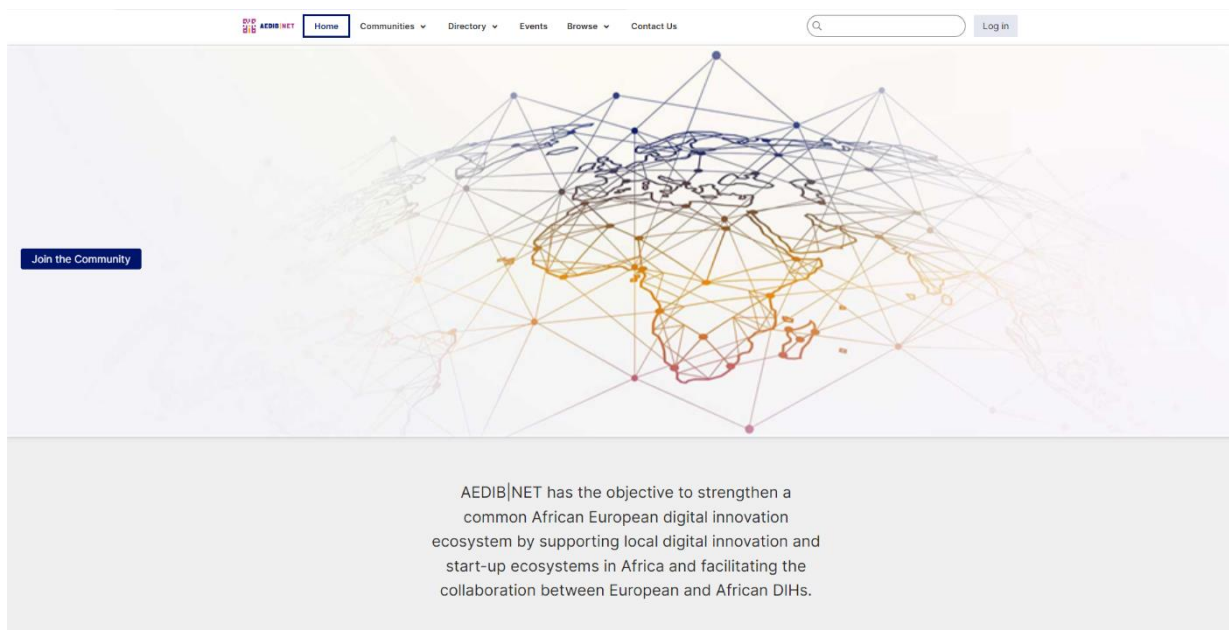 AEDIB|NET Home Communities Directory Events Browse Contact Us Log in
Join the Community
AEDIB|NET has the objective to strengthen a
common African European digital innovation
ecosystem by supporting local digital innovation and
start-up ecosystems in Africa and facilitating the
collaboration between European and African DIHs.